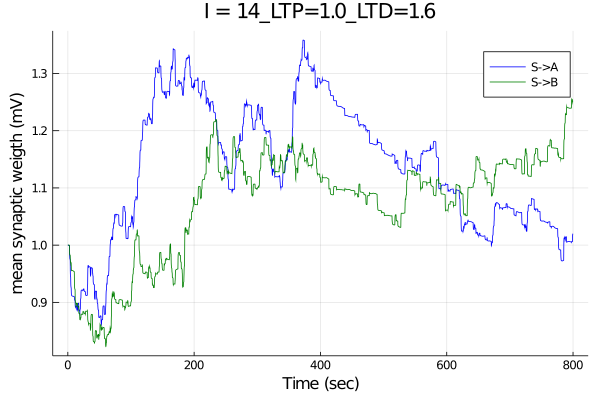 I = 14_LTP=1.0_LTD=1.6
S->A
S->B
1.3
1.2
1.1
1.0
0.9
mean synaptic weigth (mV)
0
200
400
600
800
Time (sec)